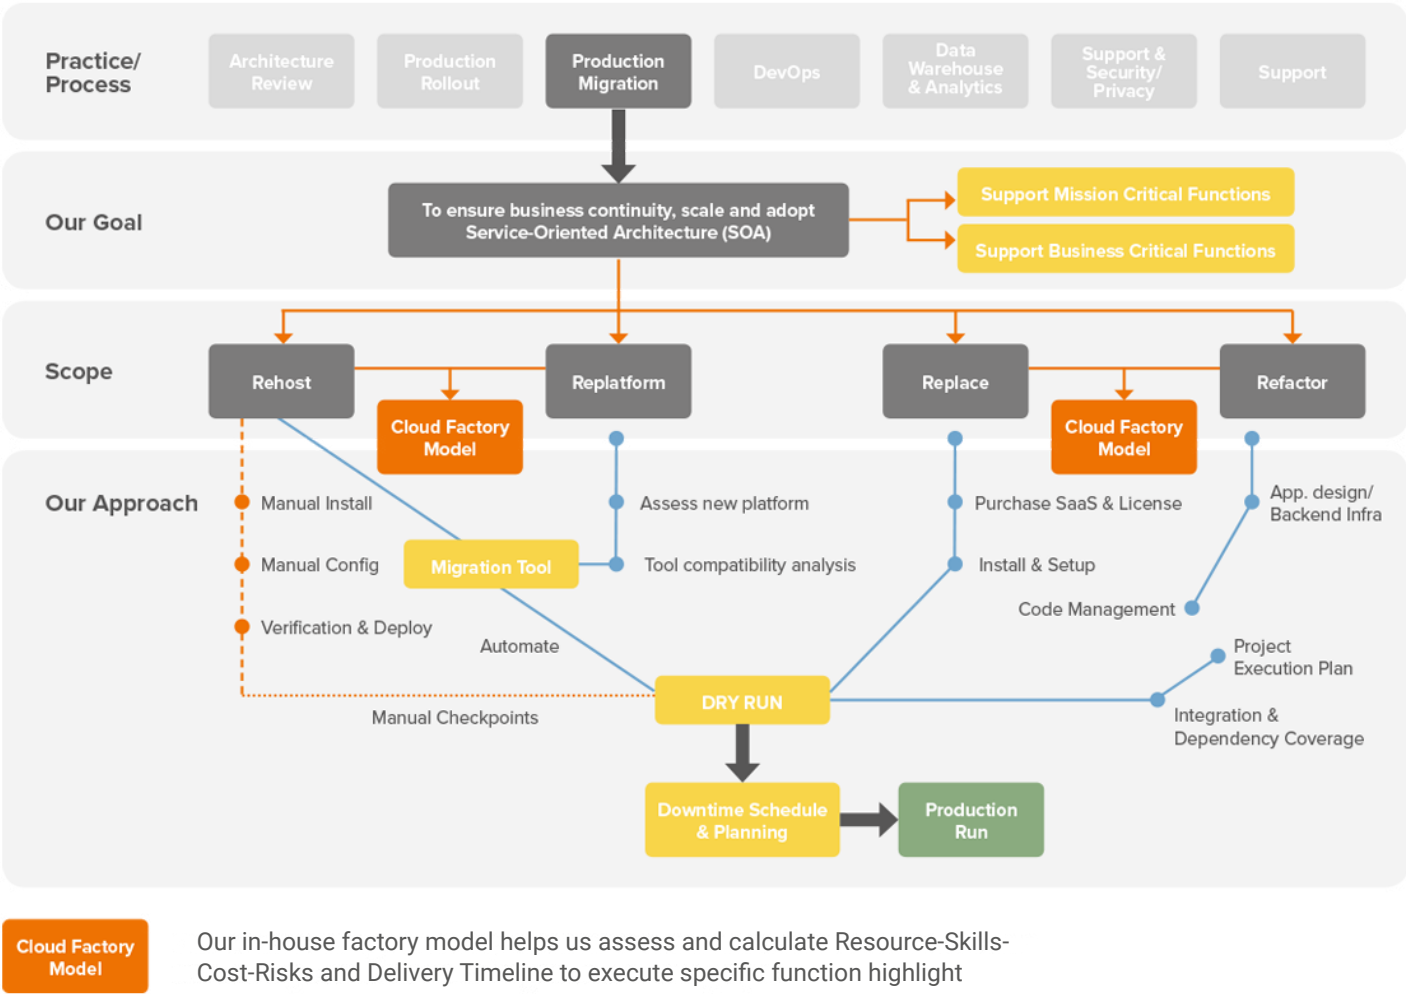 Practice/
Process
Architecture
Review
Production
Rollout
Production
Migration
DevOps
Data
Warehouse
& Analytics
Support &
Security/
Privacy
Support
Our Goal
To ensure business continuity, scale and adopt
Service-Oriented Architecture (SOA)
Support Mission Critical Functions
Support Business Critical Functions
Scope
Rehost
Replatform
Replace
Refactor
Cloud Factory
Model
Cloud Factory
Model
Our Approach
Manual Install
Manual Config
Verification & Deploy
Migration Tool
Assess new platform
Tool compatibility analysis
Purchase SaaS & License
Install & Setup
App. design/
Backend Infra
Code Management
Automate
Project
Execution Plan
Manual Checkpoints
DRY RUN
Integration &
Dependency Coverage
Downtime Schedule
& Planning
Production
Run
Cloud Factory
Model
Our in-house factory model helps us assess and calculate Resource-Skills-
Cost-Risks and Delivery Timeline to execute specific function highlight